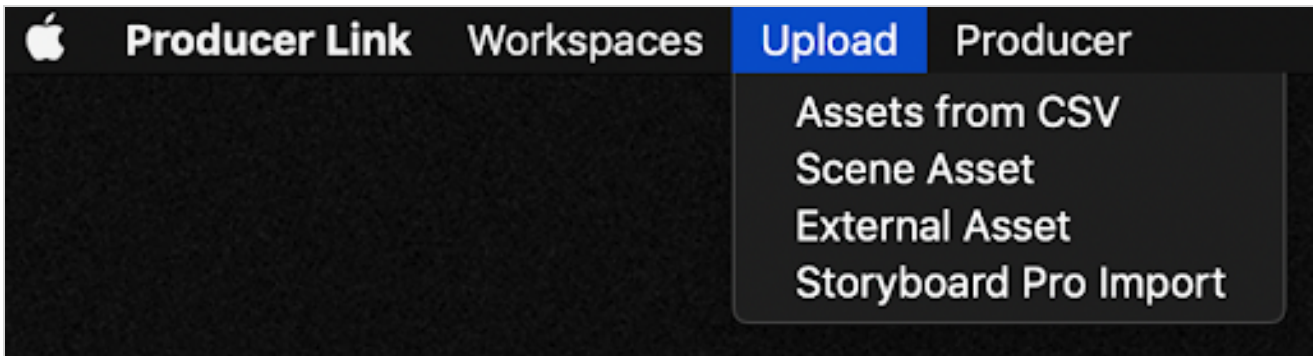 Producer Link Workspaces Upload Producer
Assets from CSV
Scene Asset
External Asset
Storyboard Pro Import